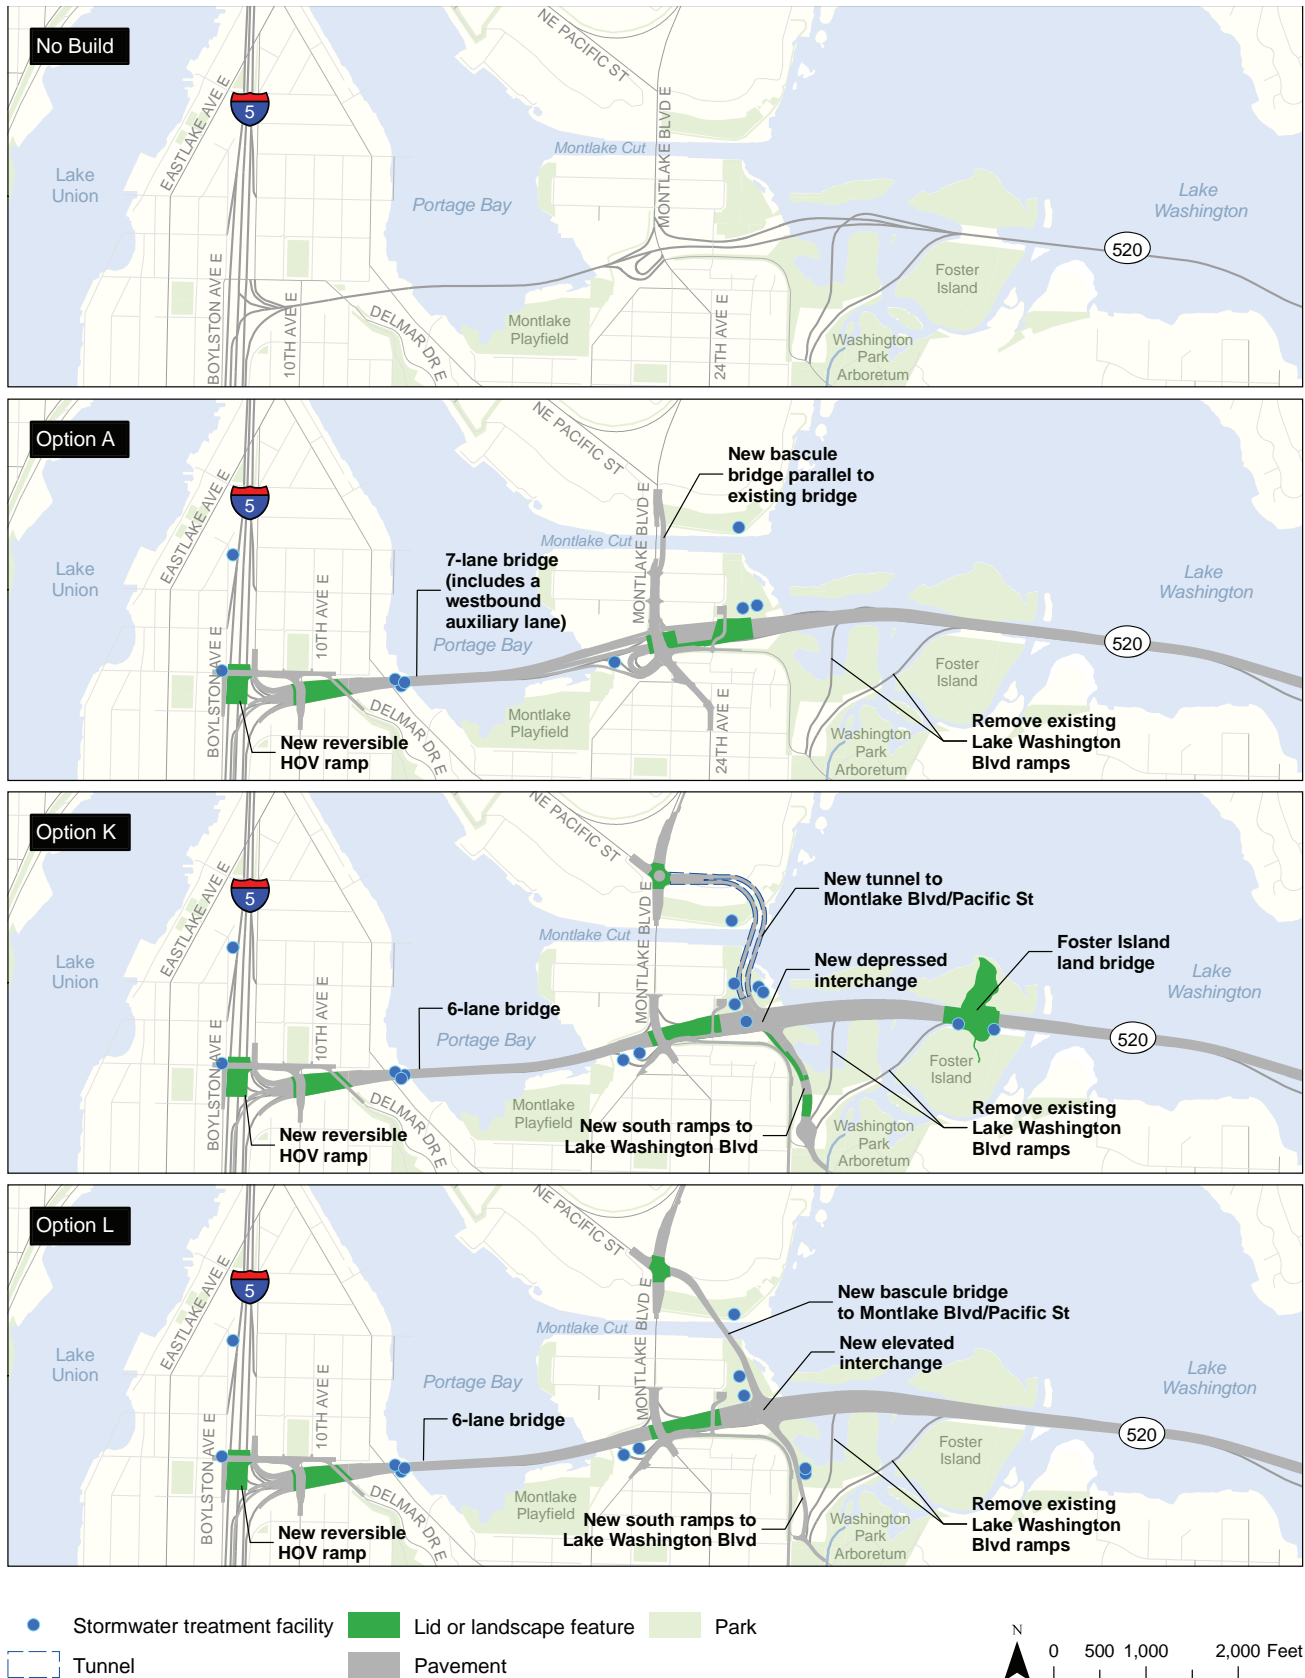 No Build
NE PACIFIC ST
EASTLAKE AVE E
5
MONTLAKE BLVD E
Montlake Cut
Lake
Union
Portage Bay
Lake
Washington
520
Foster
Island
BOYLSTON AVE E
10TH AVE E
DELMAR DR E
Montlake
Playfield
24TH AVE E
Washington
Park
Arboretum
Option A
NE PACIFIC ST
New bascule
bridge parallel to
existing bridge
EASTLAKE AVE E
5
MONTLAKE BLVD E
Montlake Cut
7-lane bridge
(includes a
westbound
auxiliary lane)
Lake
Union
Lake
Washington
10TH AVE E
Portage Bay
520
BOYLSTON AVE E
Foster
Island
DELMAR DR E
Montlake
Playfield
24TH AVE E
Washington
Park
Arboretum
New reversible
HOV ramp
Remove existing
Lake Washington
Blvd ramps
Option K
NE PACIFIC ST
EASTLAKE AVE E
5
New tunnel to
Montlake Blvd/Pacific St
MONTLAKE BLVD E
Montlake Cut
Foster Island
land bridge
New depressed
interchange
Lake
Union
Lake
Washington
6-lane bridge
10TH AVE E
Portage Bay
520
BOYLSTON AVE E
Foster
Island
DELMAR DR E
Montlake
Playfield
New south ramps to
Lake Washington Blvd
Washington
Park
Arboretum
New reversible
HOV ramp
Remove existing
Lake Washington
Blvd ramps
Option L
NE PACIFIC ST
EASTLAKE AVE E
5
New bascule bridge
to Montlake Blvd/Pacific St
MONTLAKE BLVD E
Montlake Cut
New elevated
interchange
Lake
Union
Portage Bay
Lake
Washington
6-lane bridge
10TH AVE E
520
BOYLSTON AVE E
Foster
Island
DELMAR DR E
Montlake
Playfield
New south ramps to
Lake Washington Blvd
Washington
Park
Arboretum
New reversible
HOV ramp
Remove existing
Lake Washington
Blvd ramps
Stormwater treatment facility
Lid or landscape feature
Park
Tunnel
Pavement
N
0 500 1,000 2,000 Feet